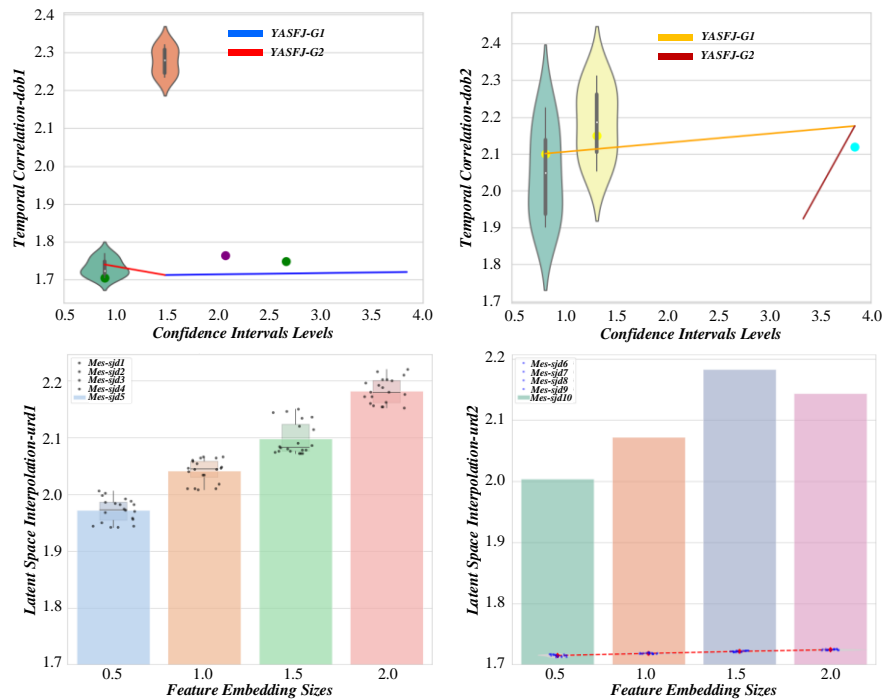 Temporal Correlation-dob1
2.3
2.2
2.1
2.0
1.9
1.8
1.7
YASFJ-G1
YASFJ-G2
0.5
1.0
1.5
2.0
2.5
3.0
3.5
4.0
Confidence Intervals Levels
Temporal Correlation-dob2
2.4
2.3
2.2
2.1
2.0
1.9
1.8
1.7
YASFJ-G1
YASFJ-G2
0.5
1.0
1.5
2.0
2.5
3.0
3.5
4.0
Confidence Intervals Levels
Latent Space Interpolation-urd1
2.2
2.1
2.0
1.9
1.8
1.7
Mes-sjd1
Mes-sjd2
Mes-sjd3
Mes-sjd4
Mes-sjd5
0.5
1.0
1.5
2.0
Feature Embedding Sizes
Latent Space Interpolation-urd2
2.2
2.1
2.0
1.9
1.8
1.7
Mes-sjd6
Mes-sjd7
Mes-sjd8
Mes-sjd9
Mes-sjd10
0.5
1.0
1.5
2.0
Feature Embedding Sizes